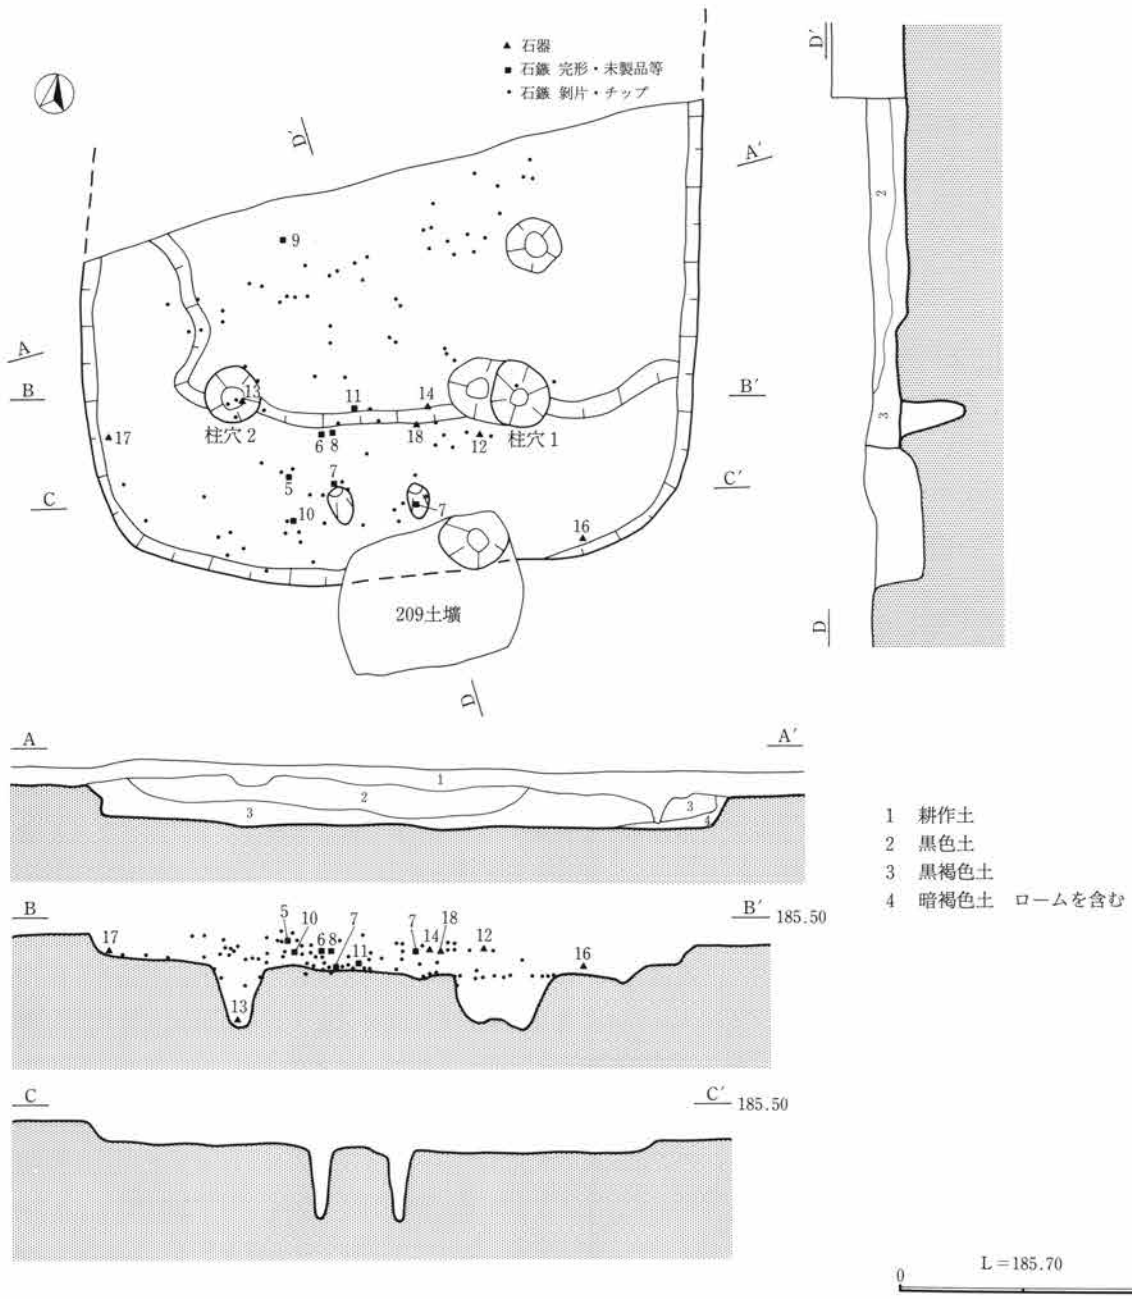 ▲ 石器
■ 石鏃 完形・未製品等
• 石鏃 剝片・チップ
D′
D′
A′
9
2
A
B
13
11
14
B′
3
柱穴 2
6 8
18
12
柱穴 1
17
C
5
7
7
C′
10
16
209土壙
D
D
A
A′
1
2
3
3
4
1 耕作土
2 黒色土
3 黒褐色土
4 暗褐色土 ロームを含む
B
B′ 185.50
17
5
10
6
8
7
11
7
14
18
12
16
13
C
C′ 185.50
L=185.70
0